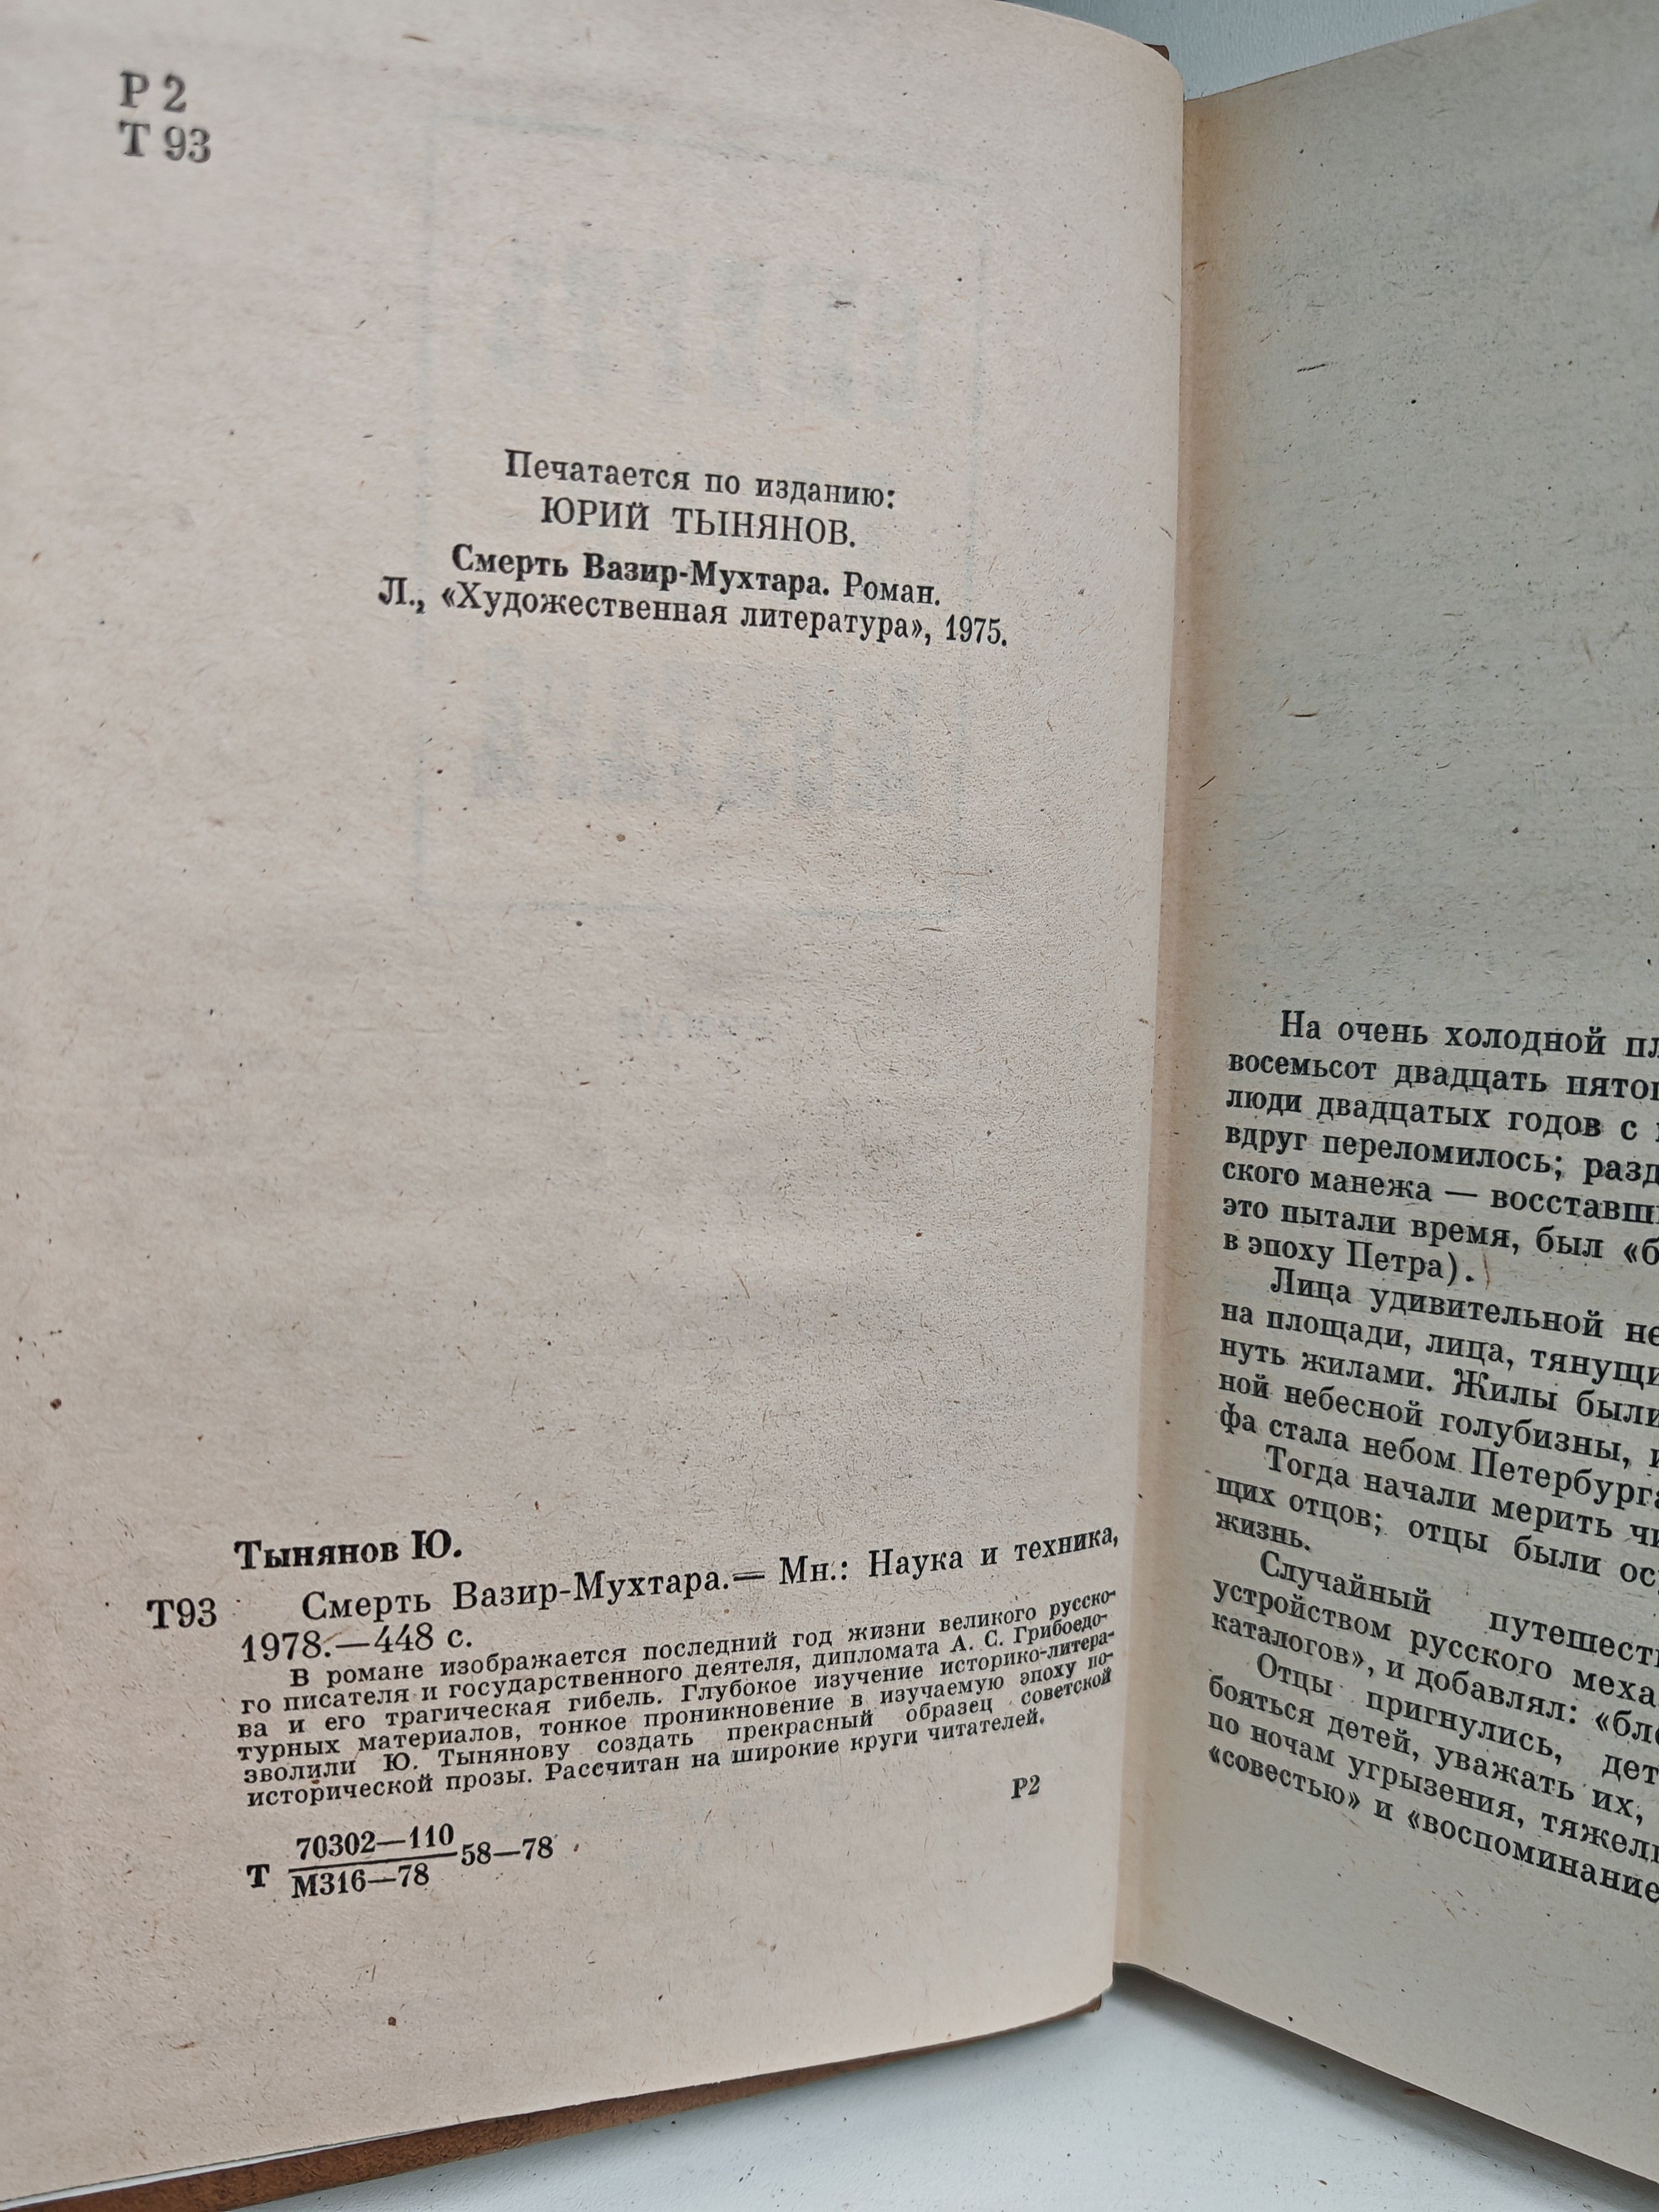 Р 2
Т 93
Печатается по изданию:
ЮРИЙ ТЫНЯНОВ.
Смерть Вазир-Мухтара. Роман.
Л., «Художественная литература», 1975.
Тынянов Ю.
Т93 Смерть Вазир-Мухтара.— Мн.: Наука и техника,
1978.—448 с.
В романе изображается последний год жизни великого русско-
го писателя и государственного деятеля, дипломата А. С. Грибоедо-
ва и его трагическая гибель. Глубокое изучение историко-литера-
турных материалов, тонкое проникновение в изучаемую эпоху по-
зволили Ю. Тынянову создать прекрасный образец советской
исторической прозы. Рассчитан на широкие круги читателей.
Р2
Т 70302—110
М316—78 58—78
На очень холодной пл
восемьсот двадцать пятог
люди двадцатых годов с
вдруг переломилось; разд
ского манежа — восставш
это пытали время, был «б
в эпоху Петра).
Лица удивительной не
на площади, лица, тянущи
нуть жилами. Жилы были
ной небесной голубизны, и
фа стала небом Петербурга
Тогда начали мерить чи
щих отцов; отцы были ос
жизнь.
Случайный путешест
устройством русского меха
каталогов», и добавлял: «бл
Отцы пригнулись, дет
бояться детей, уважать их,
по ночам угрызения, тяжел
«совестью» и «воспоминание